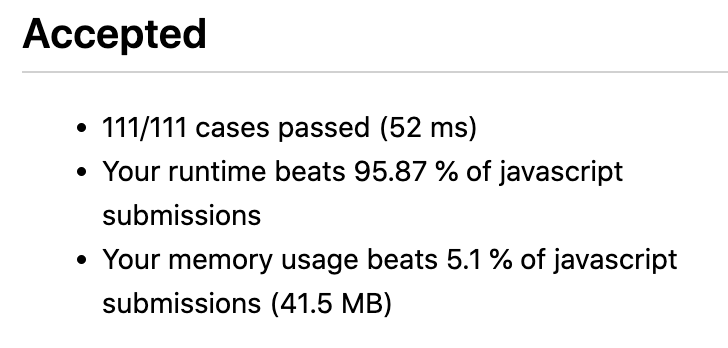 Accepted
• 111/111 cases passed (52 ms)
• Your runtime beats 95.87 % of javascript
submissions
• Your memory usage beats 5.1 % of javascript
submissions (41.5 MB)